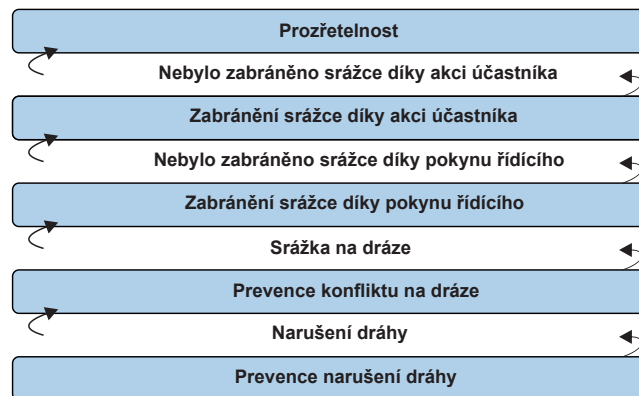 Prozřetelnost
Nebylo zabráněno srážce díky akci účastníka
Zabránění srážce díky akci účastníka
Nebylo zabráněno srážce díky pokynu řídícího
Zabránění srážce díky pokynu řídícího
Srážka na dráze
Prevence konfliktu na dráze
Narušení dráhy
Prevence narušení dráhy